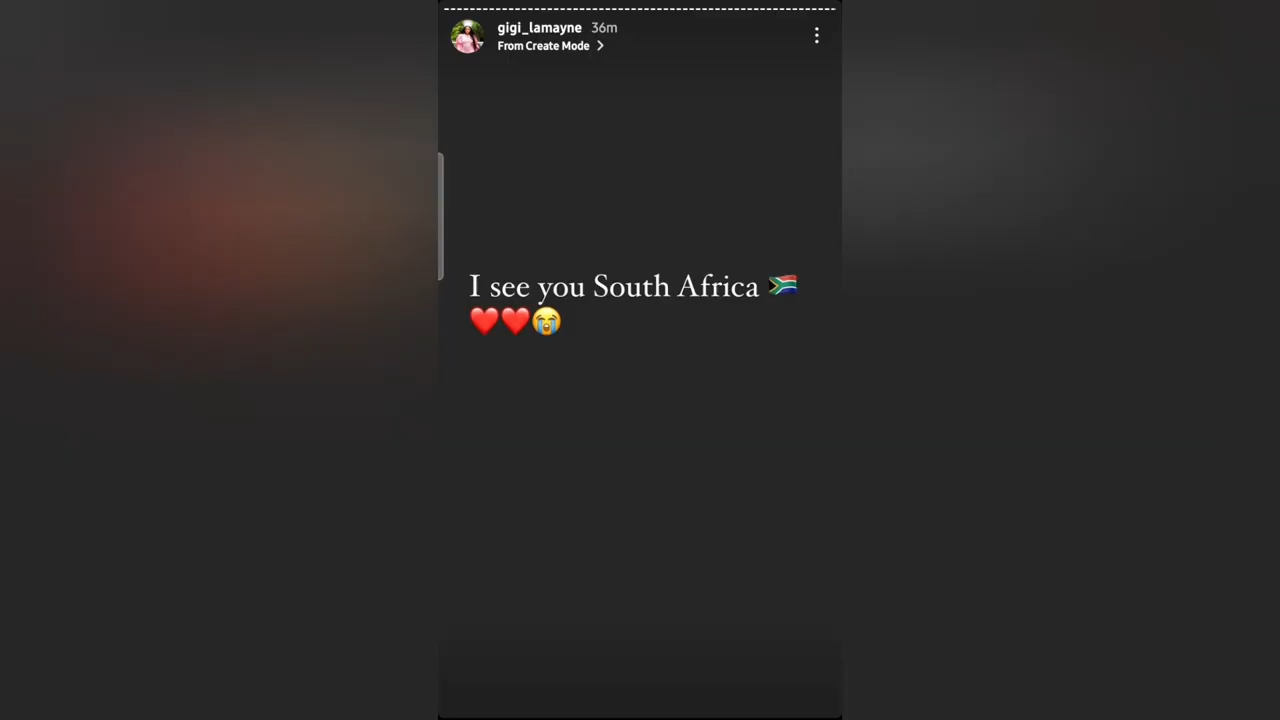 gigi_lamayne 36m
From Create Mode >
I see you South Africa 🇿🇦
❤️❤️😭